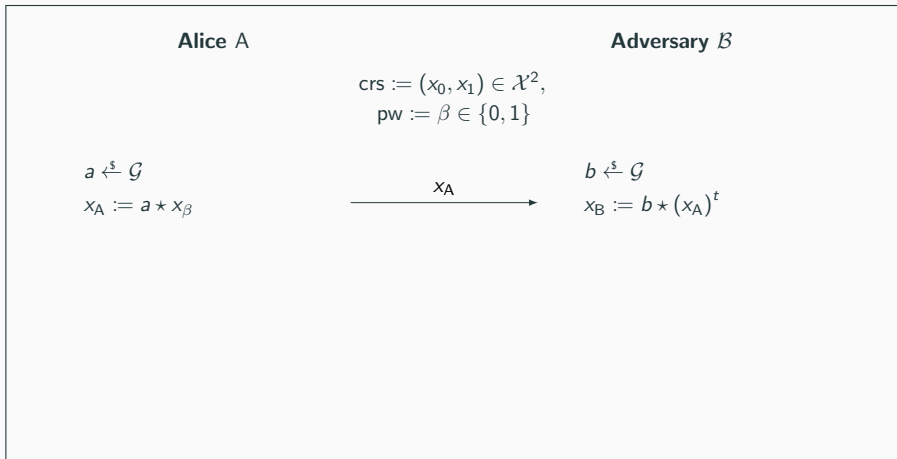 Alice A
Adversary ℬ
crs := (x₀, x₁) ∈ 𝒳²,
pw := β ∈ {0, 1}
a ←$ 𝒢
x_A := a ⋆ x_β
x_A
b ←$ 𝒢
x_B := b ⋆ (x_A)ᵗ